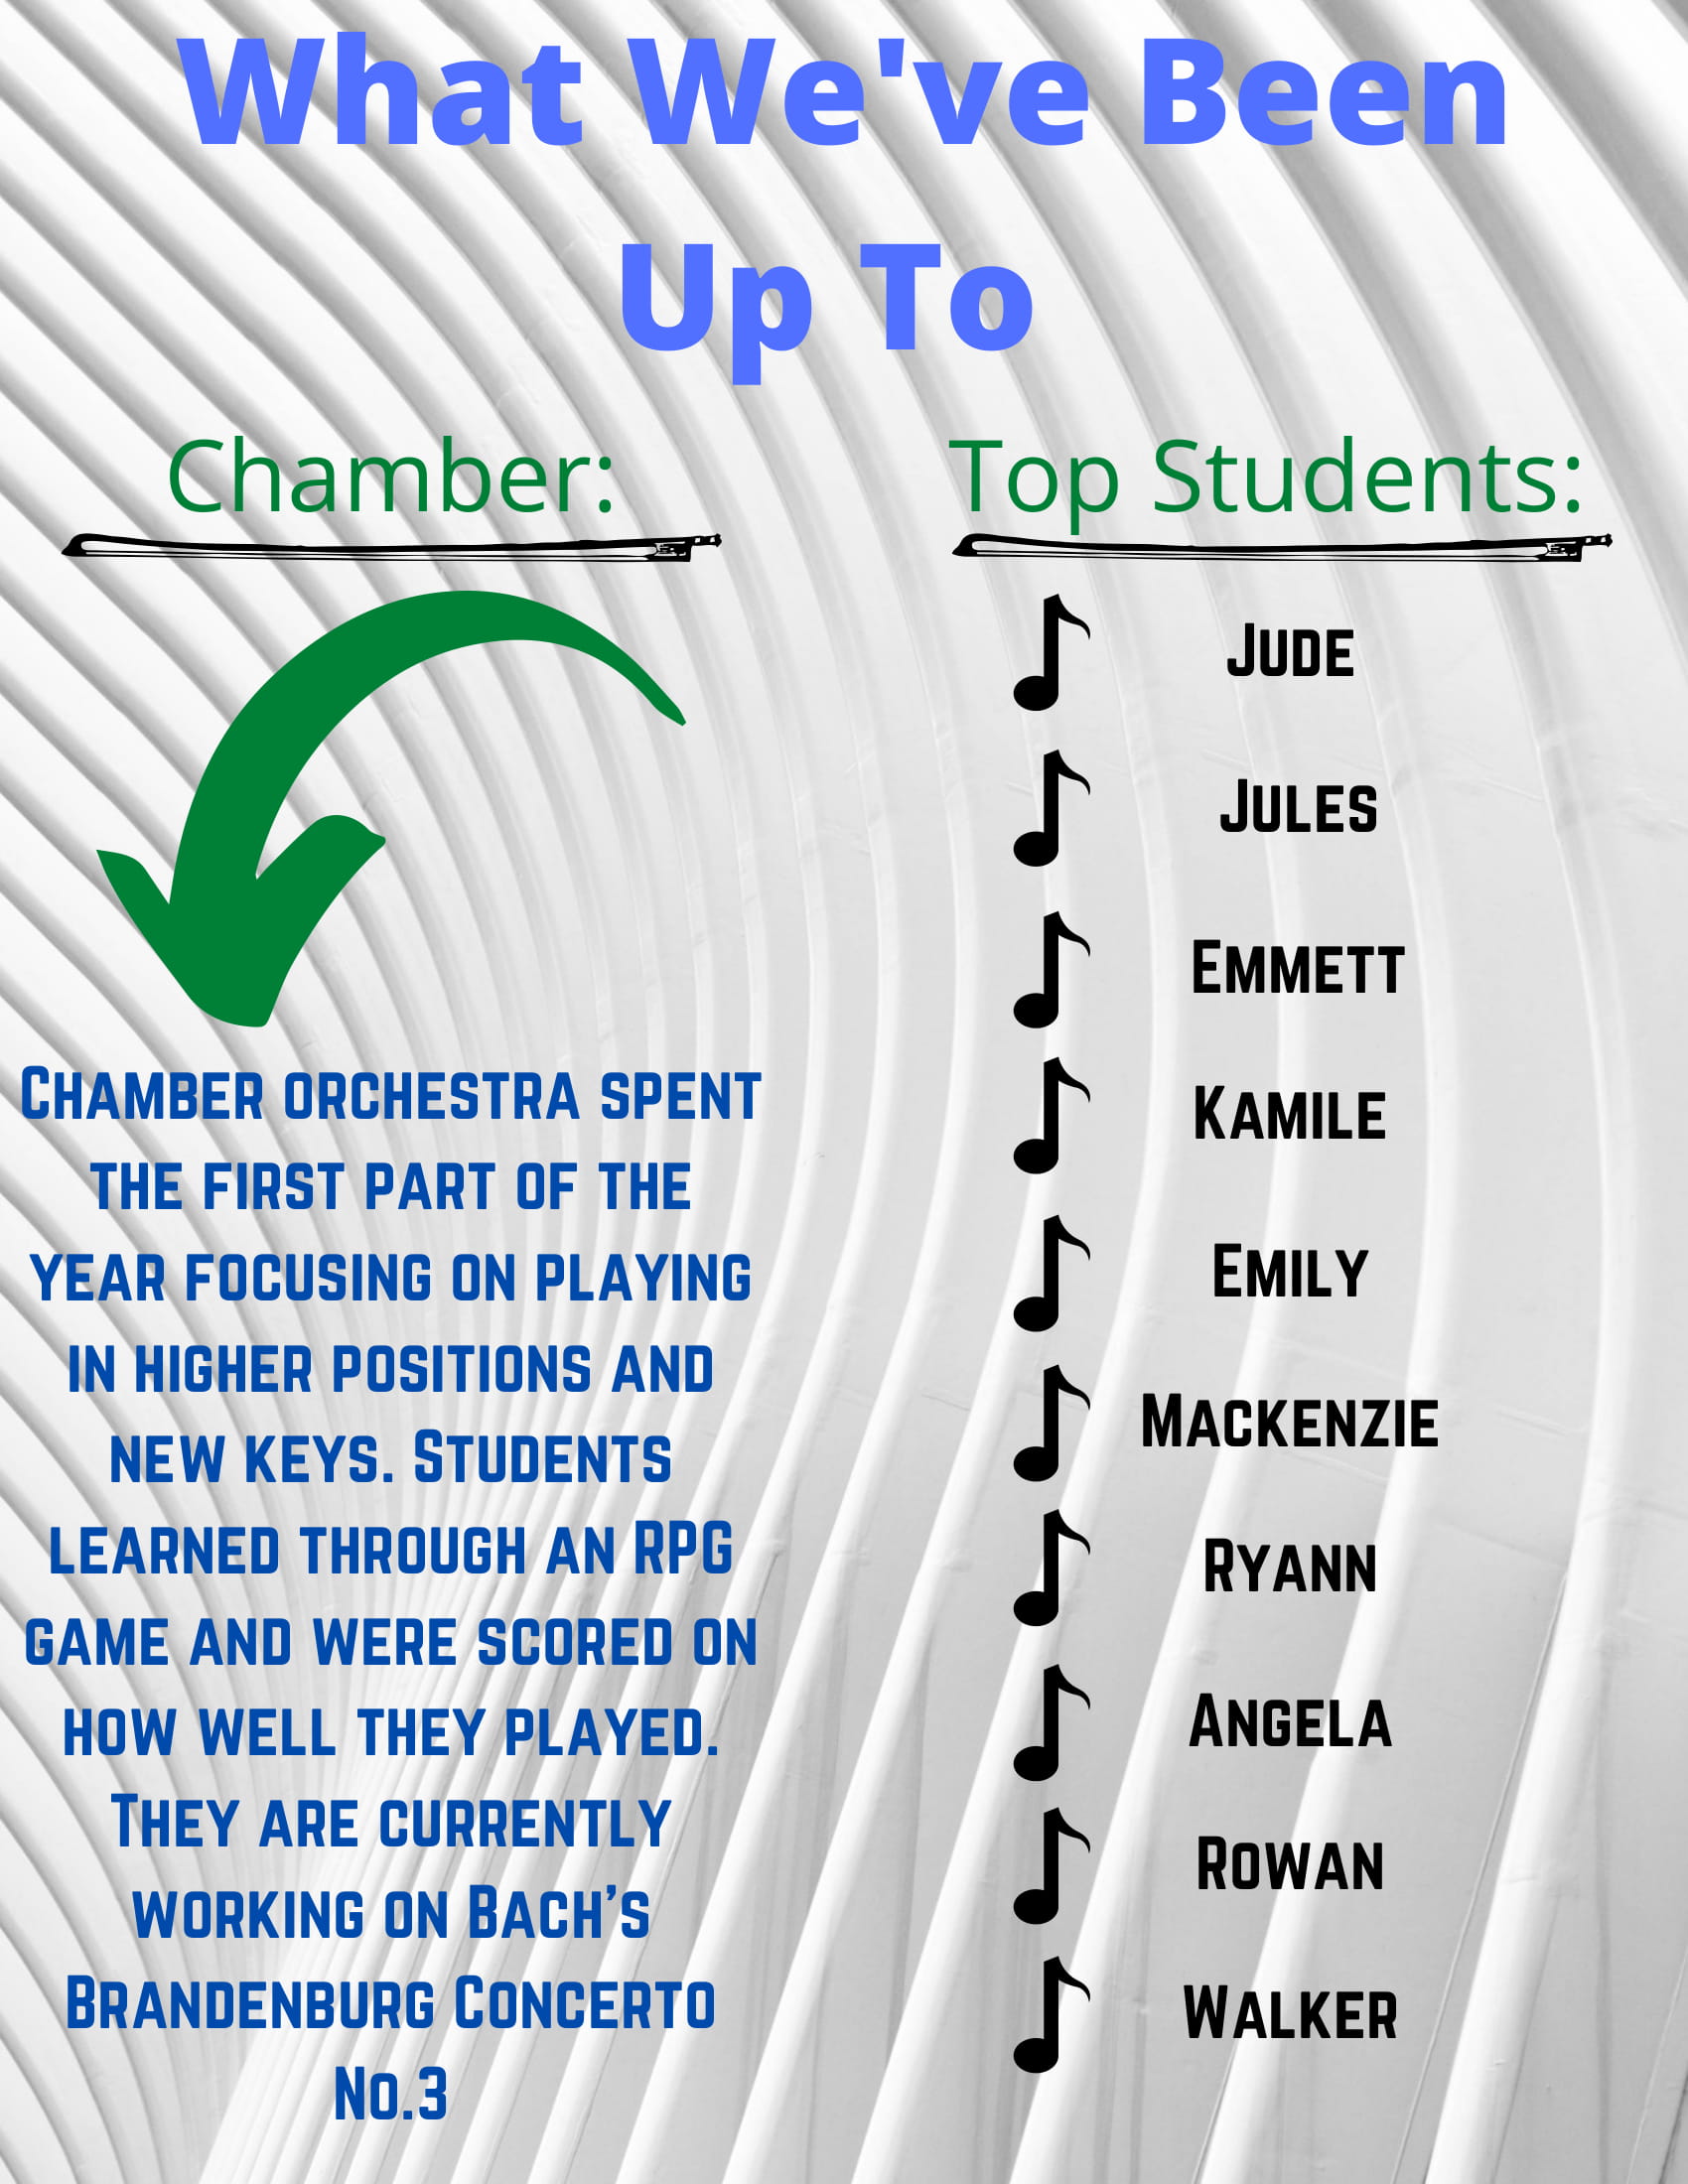 What We've Been
Up To
Chamber:
Chamber orchestra spent
the first part of the
year focusing on playing
in higher positions and
new keys. Students
learned through an RPG
game and were scored on
how well they played.
They are currently
working on Bach's
Brandenburg Concerto
No.3
Top Students:
Jude
Jules
Emmett
Kamile
Emily
Mackenzie
Ryann
Angela
Rowan
Walker